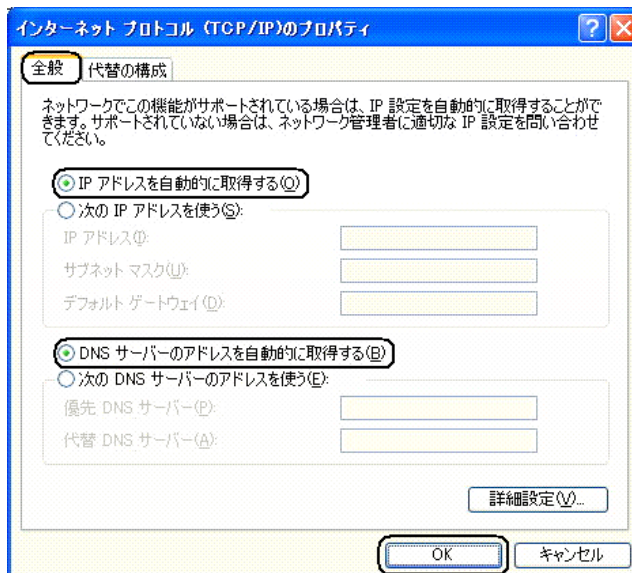 インターネット プロトコル (TCP/IP)のプロパティ
全般
代替の構成
ネットワークでこの機能がサポートされている場合は、IP 設定を自動的に取得することがで
きます。サポートされていない場合は、ネットワーク管理者に適切な IP 設定を問い合わせ
てください。
IP アドレスを自動的に取得する(O)
次の IP アドレスを使う(S):
IP アドレス(I):
サブネット マスク(U):
デフォルト ゲートウェイ(D):
DNS サーバーのアドレスを自動的に取得する(B)
次の DNS サーバーのアドレスを使う(E):
優先 DNS サーバー(P):
代替 DNS サーバー(A):
詳細設定(V)...
OK
キャンセル